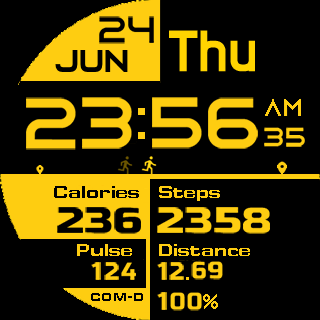 24
JUN
Thu
23:56 AM
35
Calories Steps
236 2358
Pulse Distance
124 12.69
COM-D 100%